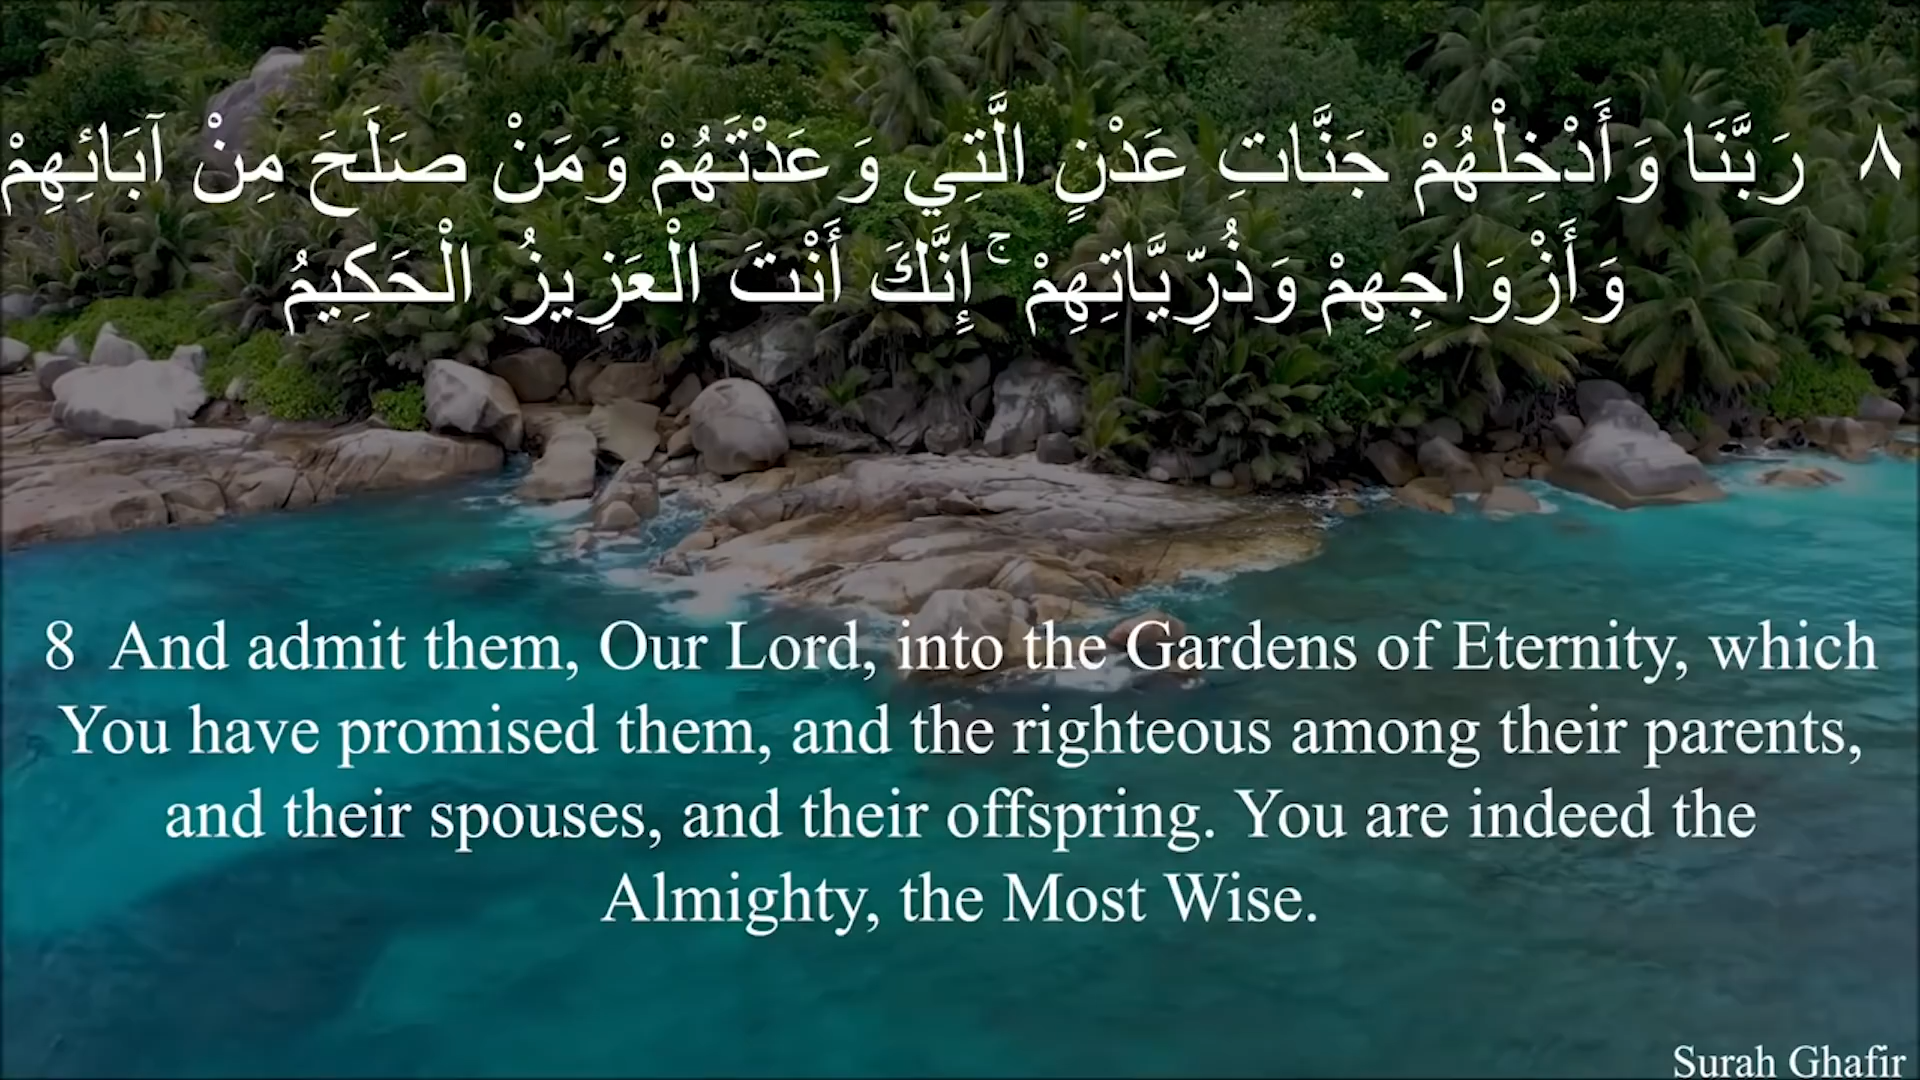 ٨ رَبَّنَا وَأَدْخِلْهُمْ جَنَّاتِ عَدْنٍ الَّتِي وَعَدْتَهُمْ وَمَنْ صَلَحَ مِنْ آبَائِهِمْ
وَأَزْوَاجِهِمْ وَذُرِّيَّاتِهِمْ ۚ إِنَّكَ أَنْتَ الْعَزِيزُ الْحَكِيمُ
8 And admit them, Our Lord, into the Gardens of Eternity, which
You have promised them, and the righteous among their parents,
and their spouses, and their offspring. You are indeed the
Almighty, the Most Wise.
Surah Ghafir